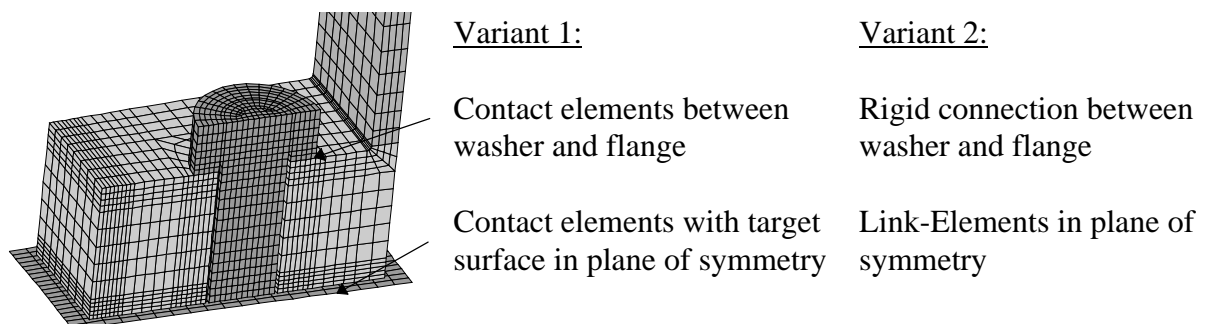 Variant 1:
Contact elements between
washer and flange
Contact elements with target
surface in plane of symmetry
Variant 2:
Rigid connection between
washer and flange
Link-Elements in plane of
symmetry